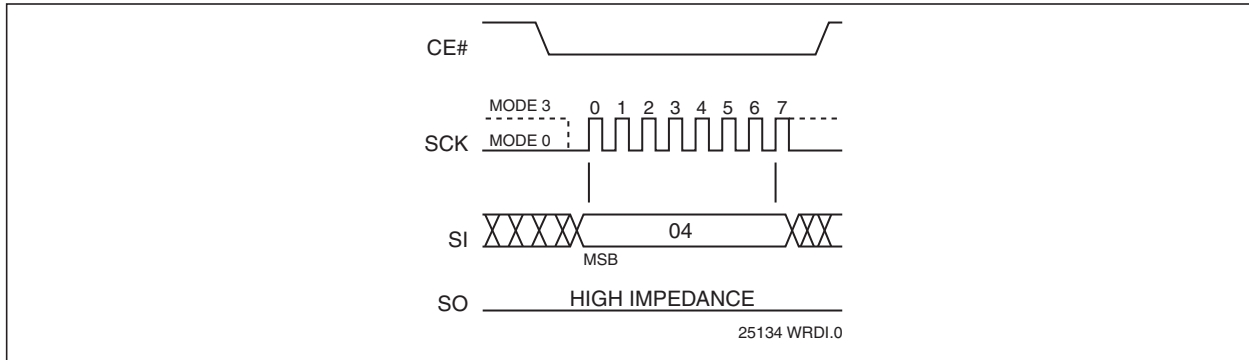 CE#
MODE 3
0 1 2 3 4 5 6 7
SCK
MODE 0
SI
04
MSB
SO
HIGH IMPEDANCE
25134 WRDI.0